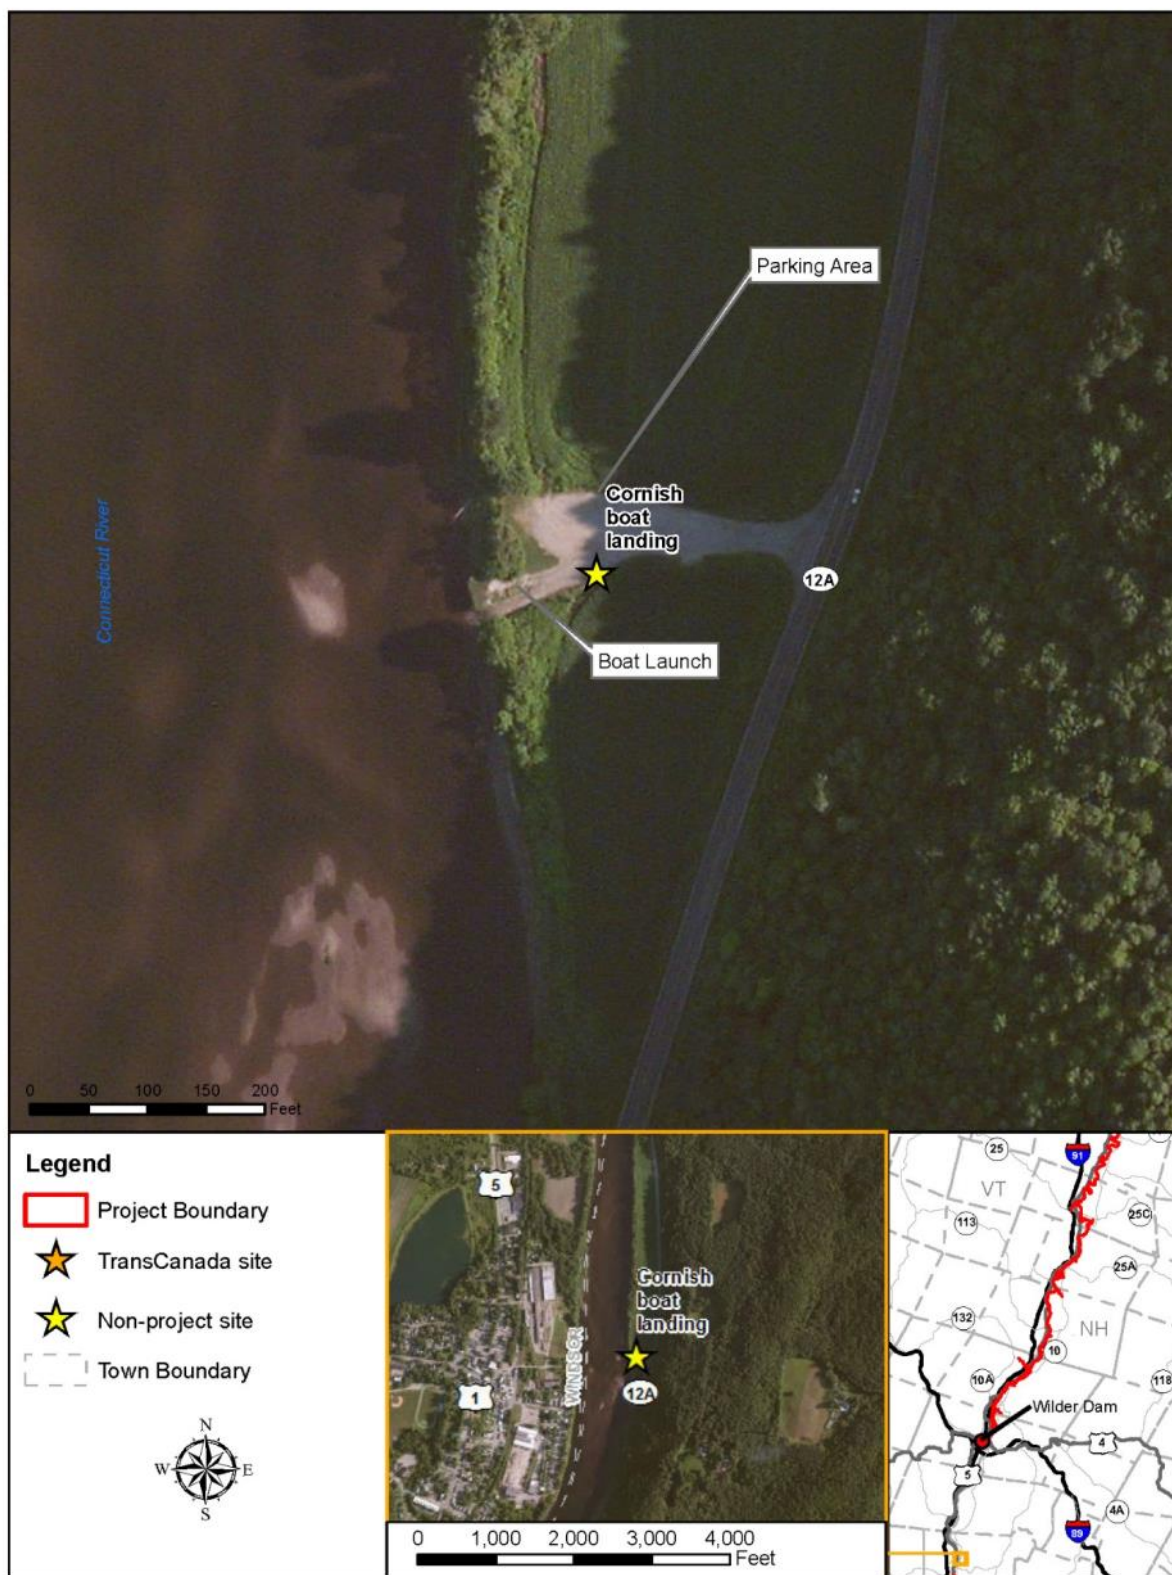 Parking Area
Cornish
boat
landing
12A
Connecticut River
Boat Launch
0 50 100 150 200
Feet
Legend
Project Boundary
TransCanada site
Non-project site
Town Boundary
N
W E
S
5
Cornish
boat
landing
WINDSOR
12A
1
0 1,000 2,000 3,000 4,000
Feet
25
91
VT
113
25C
25A
132
NH
10
10A
118
Wilder Dam
4
5
4A
89